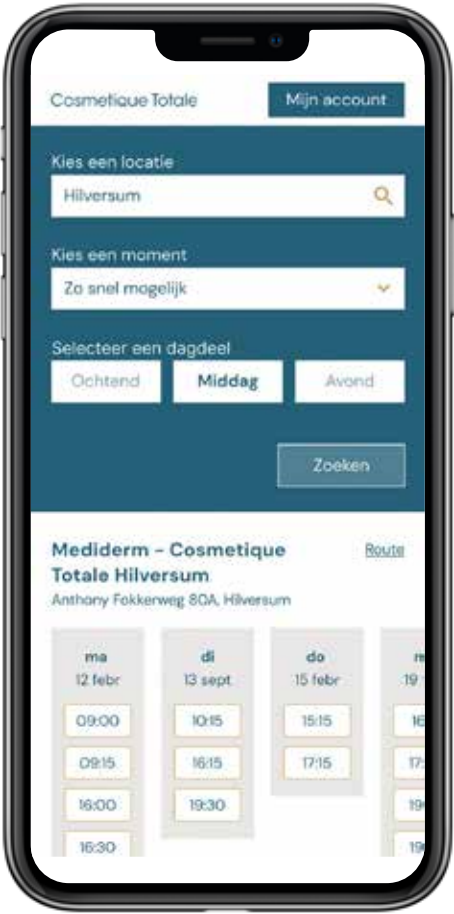 Cosmetique Totale
Mijn account
Kies een locatie
Hilversum
Kies een moment
Zo snel mogelijk
Selecteer een dagdeel
Ochtend Middag Avond
Zoeken
Mediderm - Cosmetique Route
Totale Hilversum
Anthony Fokkerweg 80A, Hilversum
ma di do
12 febr 13 sept 15 febr 19
09:00 10:15 15:15
09:15 16:15 17:15
16:00 19:30
16:30